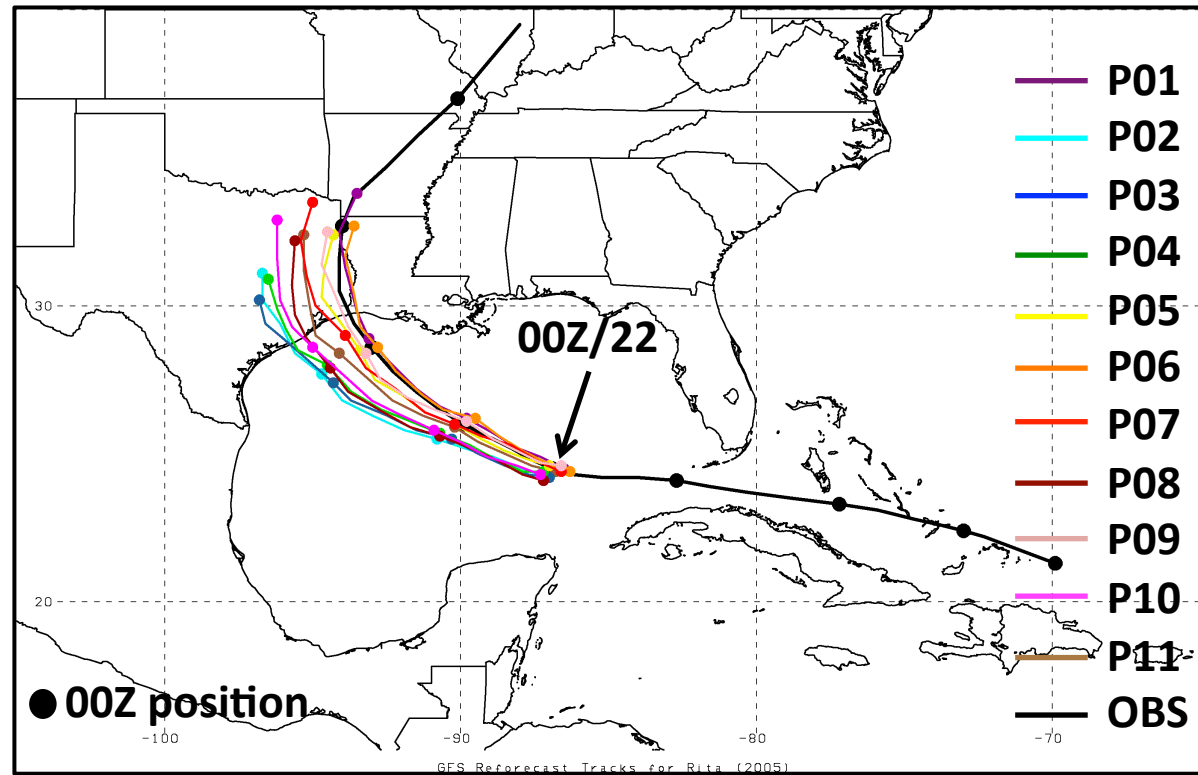 P01
P02
P03
P04
30
P05
00Z/22
P06
P07
P08
P09
20
P10
P11
00Z position
OBS
-100
-90
-80
-70
GFS Reforecast Tracks for Rita (2005)